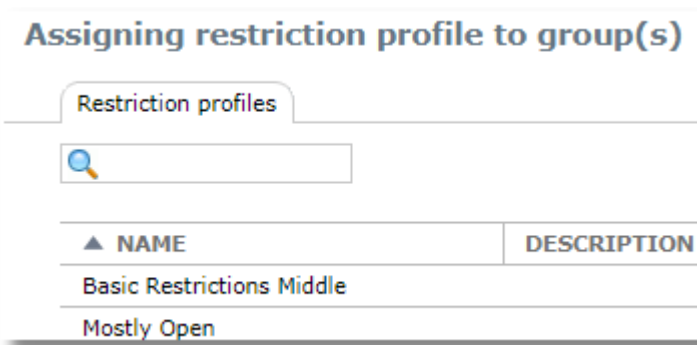 Assigning restriction profile to group(s)
Restriction profiles
▲ NAME DESCRIPTION
Basic Restrictions Middle
Mostly Open